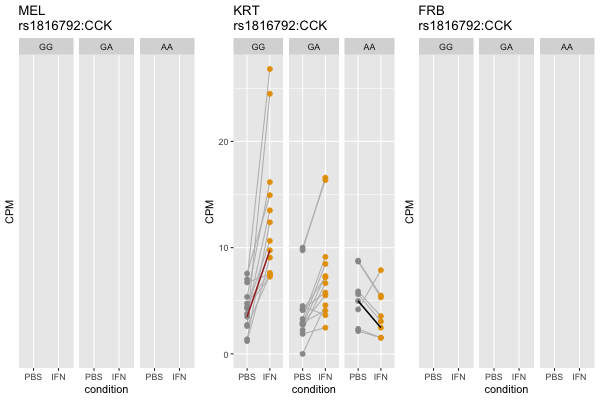 MEL
rs1816792:CCK
GG GA AA
CPM
PBS IFN PBS IFN PBS IFN
condition
KRT
rs1816792:CCK
GG GA AA
CPM
20
10
0
PBS IFN PBS IFN PBS IFN
condition
FRB
rs1816792:CCK
GG GA AA
CPM
PBS IFN PBS IFN PBS IFN
condition